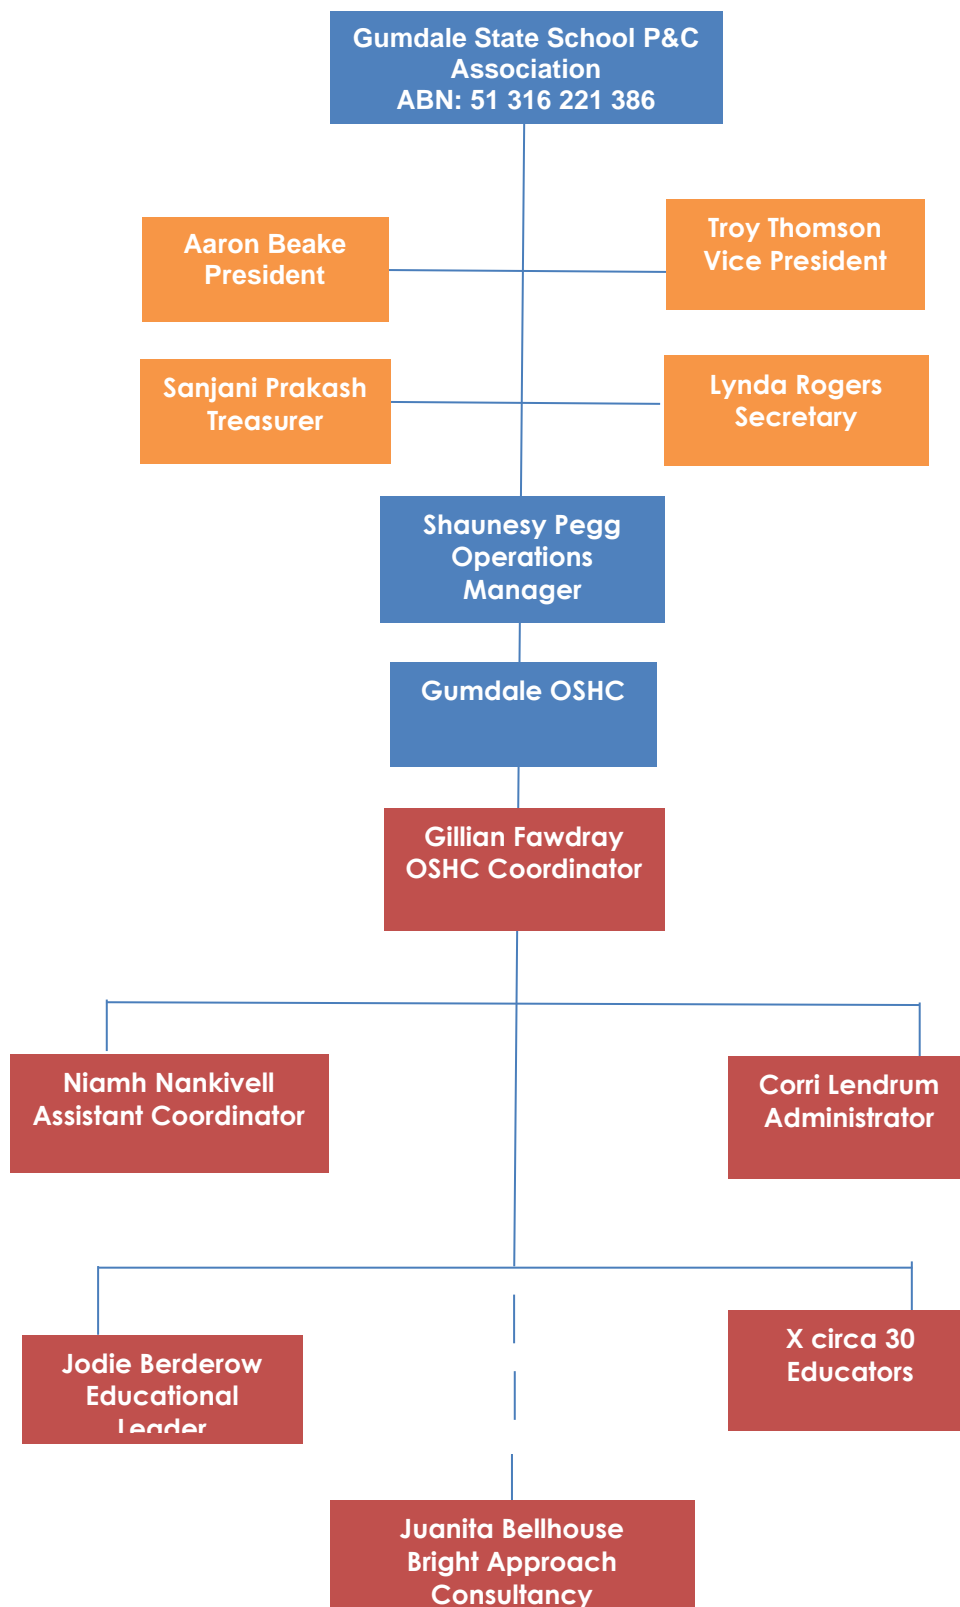 Gumdale State School P&C
Association
ABN: 51 316 221 386
Aaron Beake
President
Troy Thomson
Vice President
Sanjani Prakash
Treasurer
Lynda Rogers
Secretary
Shaunesy Pegg
Operations
Manager
Gumdale OSHC
Gillian Fawdray
OSHC Coordinator
Niamh Nankivell
Assistant Coordinator
Corri Lendrum
Administrator
Jodie Berderow
Educational
Leader
X circa 30
Educators
Juanita Bellhouse
Bright Approach
Consultancy